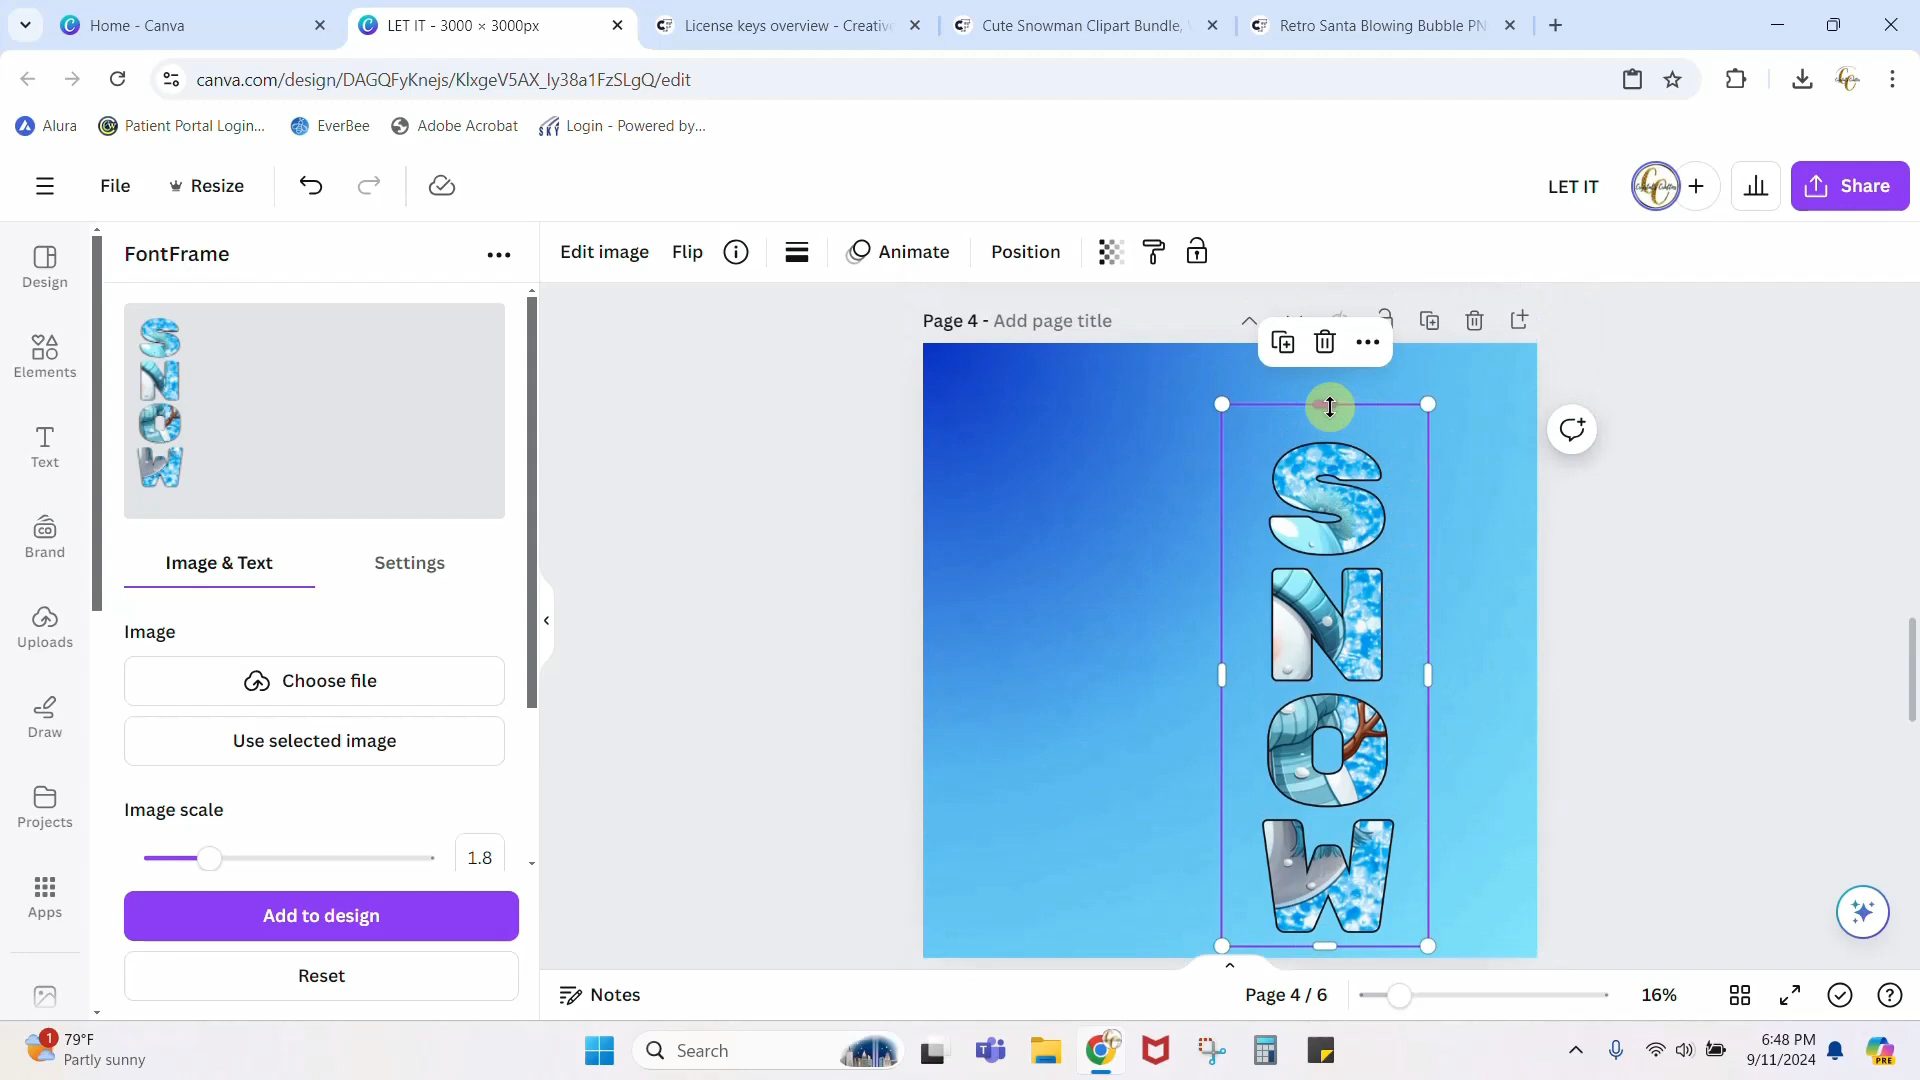 Home - Canva
LET IT - 3000 × 3000px
License keys overview - Creative
Cute Snowman Clipart Bundle,
Retro Santa Blowing Bubble PN
canva.com/design/DAGQFyKnejs/KlxgeV5AX_ly38a1FzSLgQ/edit
Alura
Patient Portal Login...
EverBee
Adobe Acrobat
Login - Powered by...
File
Resize
LET IT
Share
Design
Elements
Text
Brand
Uploads
Draw
Projects
Apps
FontFrame
S
N
O
W
Image & Text
Settings
Image
Choose file
Use selected image
Image scale
1.8
Add to design
Reset
Edit image
Flip
Animate
Position
Page 4 - Add page title
S
N
O
W
Notes
Page 4 / 6
16%
1
79°F
Partly sunny
Search
6:48 PM
9/11/2024
PRE